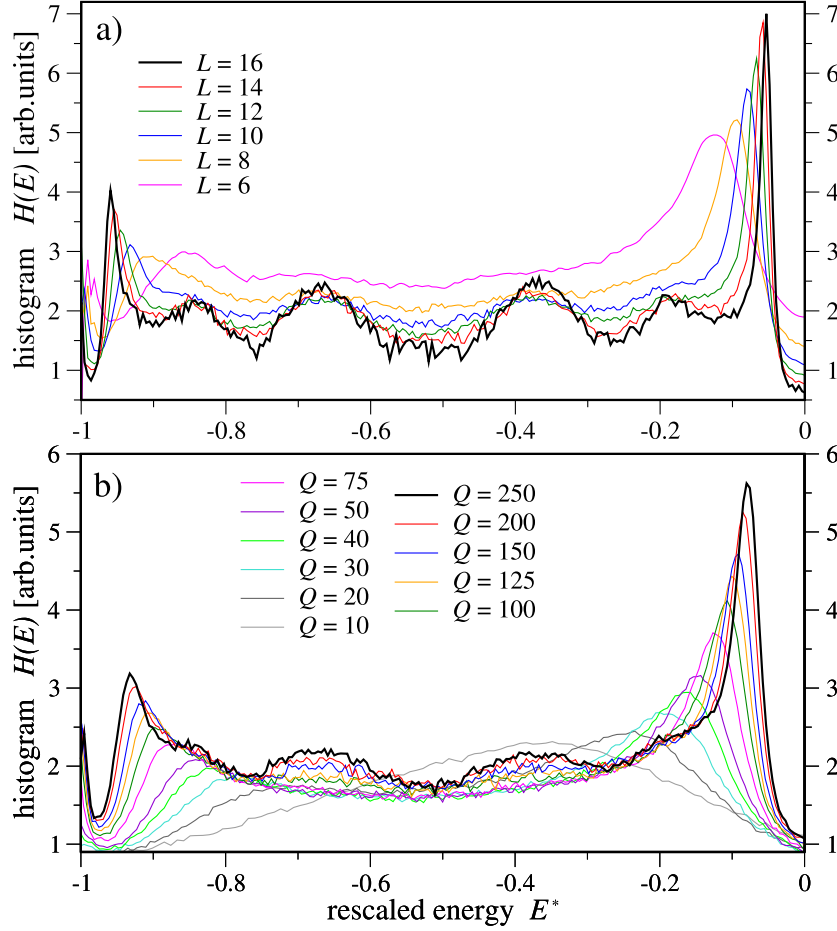 a)
histogram H(E) [arb.units]
7
6
5
4
3
2
1
L = 16
L = 14
L = 12
L = 10
L = 8
L = 6
7
6
5
4
3
2
1
-1 -0.8 -0.6 -0.4 -0.2 0
b)
histogram H(E) [arb.units]
6
5
4
3
2
1
Q = 75
Q = 50
Q = 40
Q = 30
Q = 20
Q = 10
Q = 250
Q = 200
Q = 150
Q = 125
Q = 100
6
5
4
3
2
1
-1 -0.8 -0.6 -0.4 -0.2 0
rescaled energy E*